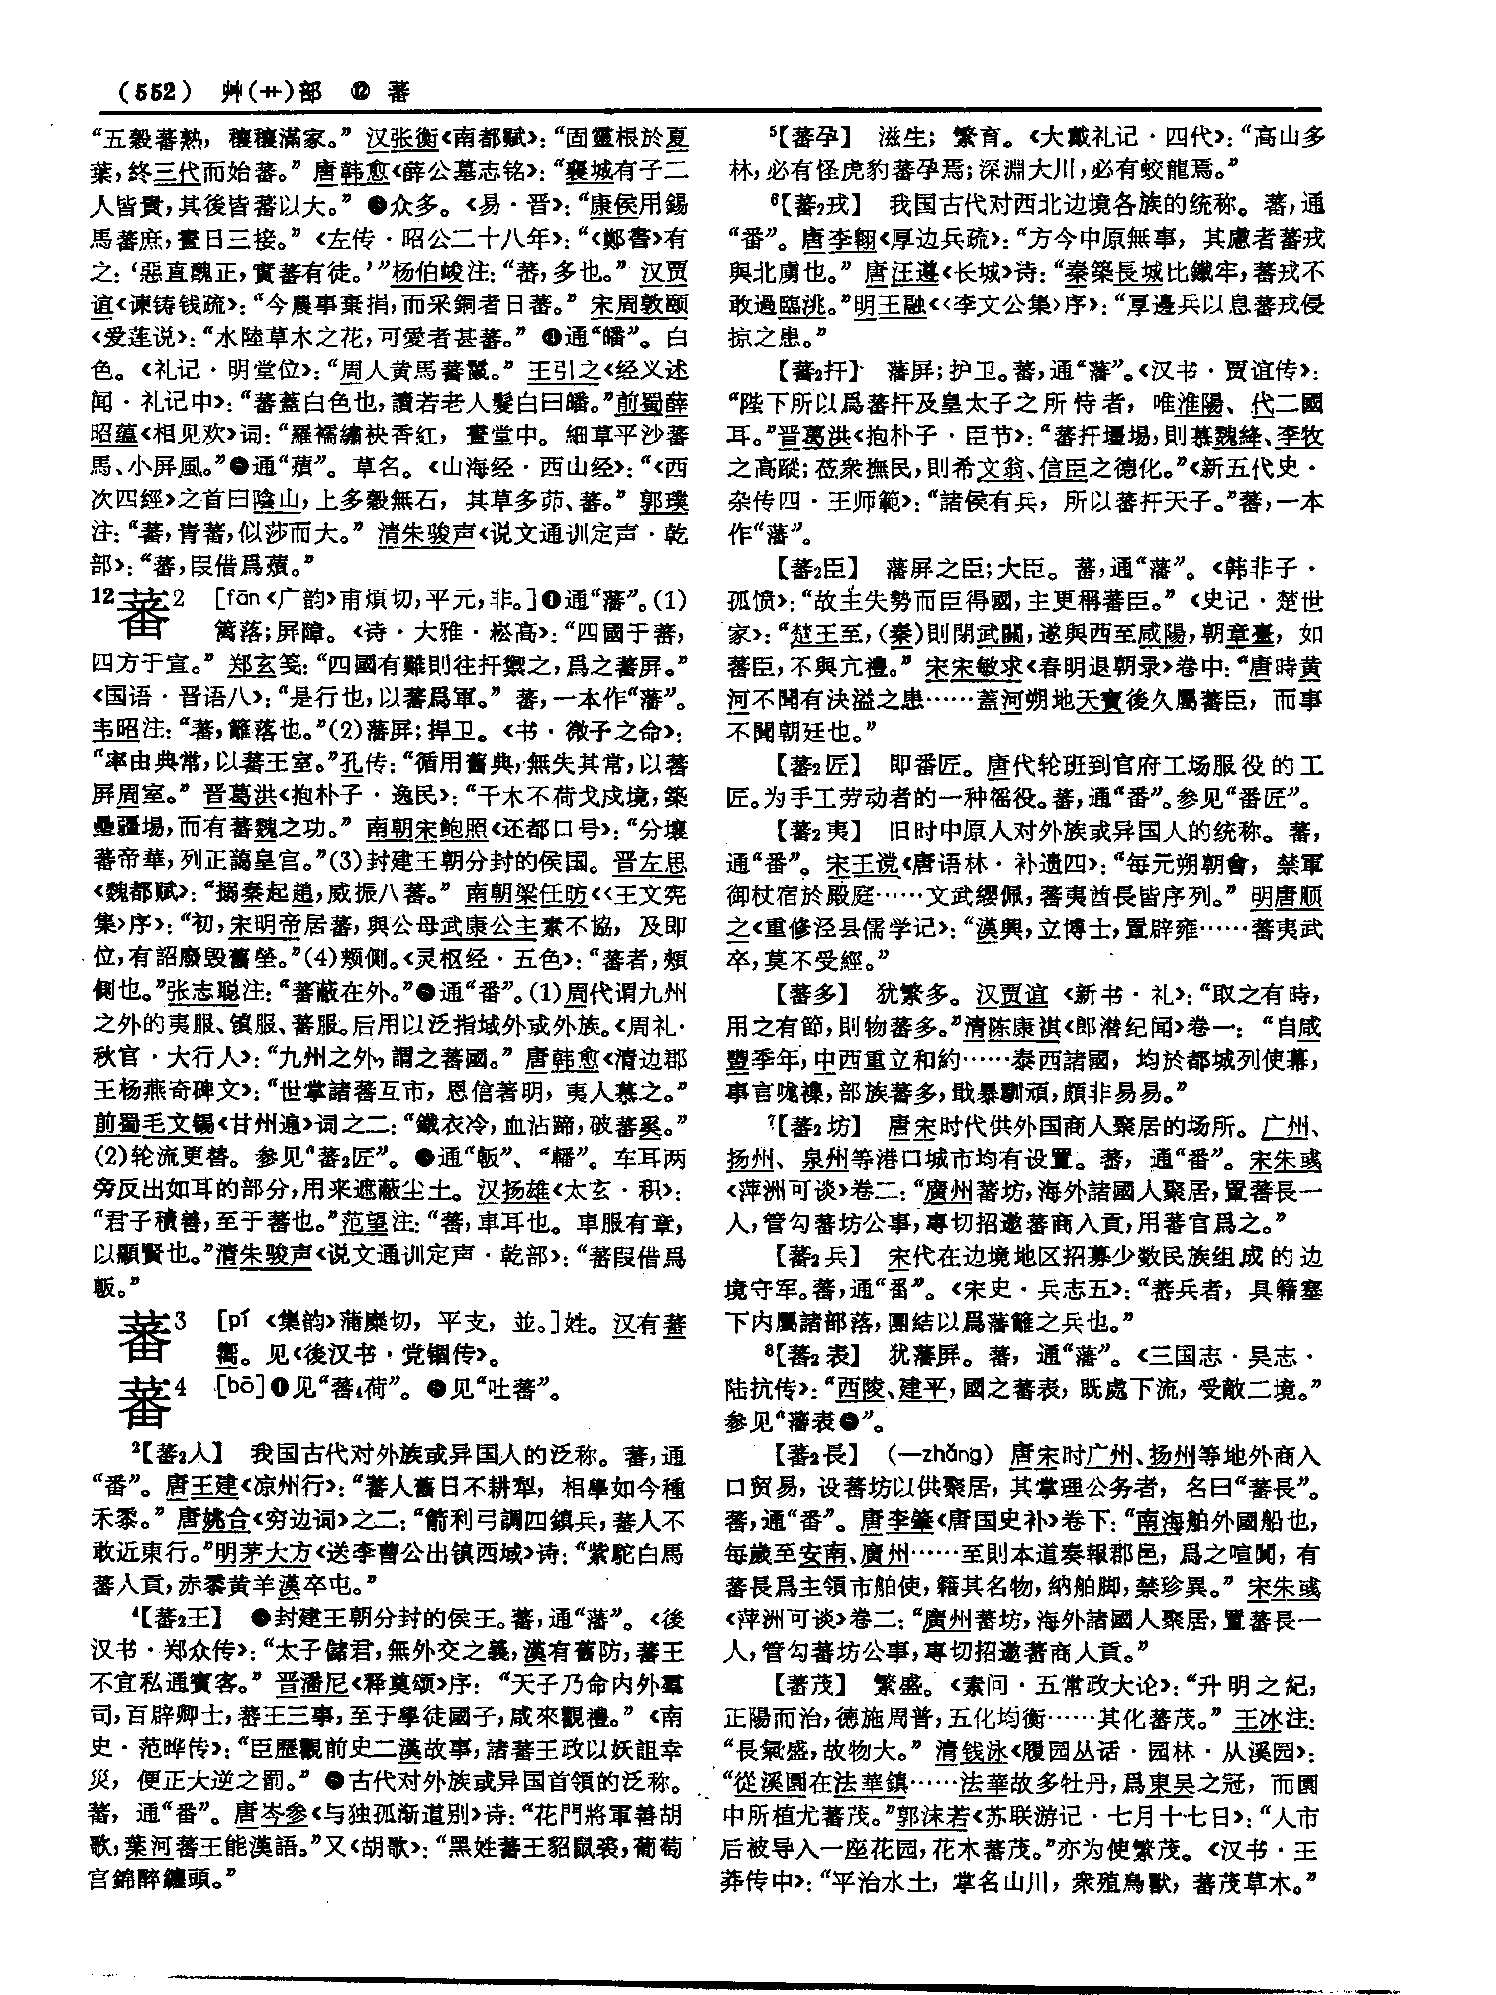 (552) 艸(艹)部 ⑫ 蕃
“五穀蕃熟，穰穰滿家。” 汉张衡《南都赋》：“固靈根於夏
葉，终三代而始蕃。” 唐韩愈《薛公墓志铭》：“襄城有子二
人皆貴，其後皆蕃以大。” ❸众多。《易·晋》：“康侯用錫
馬蕃庶，晝日三接。”《左传·昭公二十八年》：“《鄭書》有
之：‘惡直醜正，實蕃有徒。’”杨伯峻注：“蕃，多也。” 汉贾
谊《谏铸钱疏》：“今農事棄捐，而采銅者日蕃。” 宋周敦颐
《爱莲说》：“水陸草木之花，可愛者甚蕃。” ❹通“皤”。白
色。《礼记·明堂位》：“周人黄馬蕃鬣。” 王引之《经义述
闻·礼记中》：“蕃蓋白色也，讀若老人髮白曰皤。”前蜀薛
昭蕴《相见欢》词：“羅襦繡袂香紅，畫堂中。細草平沙蕃
馬、小屏風。”❺通“薠”。草名。《山海经·西山经》：“《西
次四經》之首曰陰山，上多榖無石，其草多茆、蕃。” 郭璞
注：“蕃，青蕃，似莎而大。” 清朱骏声《说文通训定声·乾
部》：“蕃，叚借爲薠。”
12蕃2 [fān《广韵》甫煩切，平元，非。]❶通“藩”。(1)
篱落；屏障。《诗·大雅·崧高》：“四國于蕃，
四方于宣。” 郑玄笺：“四國有難則往扞禦之，爲之蕃屏。”
《国语·晋语八》：“是行也，以蕃爲軍。” 蕃，一本作“藩”。
韦昭注：“蕃，籬落也。”(2)藩屏；捍卫。《书·微子之命》：
“率由典常，以蕃王室。”孔传：“循用舊典，無失其常，以蕃
屏周室。” 晋葛洪《抱朴子·逸民》：“干木不荷戈戍境，築
壘疆埸，而有蕃魏之功。” 南朝宋鲍照《还都口号》：“分壤
蕃帝華，列正藹皇宫。”(3)封建王朝分封的侯国。晋左思
《魏都赋》：“搦秦起趙，威振八蕃。” 南朝梁任昉《〈王文宪
集〉序》：“初，宋明帝居蕃，與公母武康公主素不協，及即
位，有詔廢毁舊塋。”(4)颊侧。《灵枢经·五色》：“蕃者，頰
側也。”张志聪注：“蕃蔽在外。”❷通“番”。(1)周代谓九州
之外的夷服、镇服、蕃服。后用以泛指域外或外族。《周礼·
秋官·大行人》：“九州之外，謂之蕃國。” 唐韩愈《清边郡
王杨燕奇碑文》：“世掌諸蕃互市，恩信著明，夷人慕之。”
前蜀毛文锡《甘州遍》词之二：“鐵衣冷，血沾蹄，破蕃奚。”
(2)轮流更替。参见“蕃2匠”。❸通“𨊻”、“轓”。车耳两
旁反出如耳的部分，用来遮蔽尘土。汉扬雄《太玄·积》：
“君子積善，至于蕃也。”范望注：“蕃，車耳也。車服有章，
以顯賢也。”清朱骏声《说文通训定声·乾部》：“蕃叚借爲
𨊻。”
蕃3 [pí 《集韵》蒲糜切，平支，並。]姓。汉有蕃
嚮。见《後汉书·党锢传》。
蕃4 [bō]❶见“蕃4荷”。❷见“吐蕃”。
2【蕃2人】 我国古代对外族或异国人的泛称。蕃，通
“番”。唐王建《凉州行》：“蕃人舊日不耕犁，相學如今種
禾黍。” 唐姚合《穷边词》之二：“箭利弓調四鎮兵，蕃人不
敢近東行。”明茅大方《送李曹公出镇西域》诗：“紫駝白馬
蕃入貢，赤黍黄羊漢卒屯。”
4【蕃2王】 ❶封建王朝分封的侯王。蕃，通“藩”。《後
汉书·郑众传》：“太子儲君，無外交之義，漢有舊防，蕃王
不宜私通賓客。” 晋潘尼《释奠颂》序：“天子乃命内外羣
司，百辟卿士，蕃王三事，至于學徒國子，咸來觀禮。”《南
史·范晔传》：“臣歷觀前史二漢故事，諸蕃王政以妖詛幸
災，便正大逆之罰。” ❷古代对外族或异国首领的泛称。
蕃，通“番”。唐岑参《与独孤渐道别》诗：“花門將軍善胡
歌，葉河蕃王能漢語。”又《胡歌》：“黑姓蕃王貂鼠裘，葡萄
宫錦醉纏頭。”
5【蕃孕】 滋生；繁育。《大戴礼记·四代》：“高山多
林，必有怪虎豹蕃孕焉；深淵大川，必有蛟龍焉。”
6【蕃2戎】 我国古代对西北边境各族的统称。蕃，通
“番”。唐李翱《厚边兵疏》：“方今中原無事，其慮者蕃戎
與北虜也。” 唐汪遵《长城》诗：“秦築長城比鐵牢，蕃戎不
敢過臨洮。”明王融《〈李文公集〉序》：“厚邊兵以息蕃戎侵
掠之患。”
【蕃2扞】 藩屏；护卫。蕃，通“藩”。《汉书·贾谊传》：
“陛下所以爲蕃扞及皇太子之所恃者，唯淮陽、代二國
耳。”晋葛洪《抱朴子·臣节》：“蕃扞壃埸，則慕魏絳、李牧
之高蹤；莅衆撫民，則希文翁、信臣之德化。”《新五代史·
杂传四·王师範》：“諸侯有兵，所以蕃扞天子。”蕃，一本
作“藩”。
【蕃2臣】 藩屏之臣；大臣。蕃，通“藩”。《韩非子·
孤愤》：“故主失勢而臣得國，主更稱蕃臣。”《史记·楚世
家》：“楚王至，(秦)則閉武關，遂與西至咸陽，朝章臺，如
蕃臣，不與亢禮。” 宋宋敏求《春明退朝录》卷中：“唐時黄
河不聞有決溢之患……蓋河朔地天寶後久屬蕃臣，而事
不聞朝廷也。”
【蕃2匠】 即番匠。唐代轮班到官府工场服役的工
匠。为手工劳动者的一种徭役。蕃，通“番”。参见“番匠”。
【蕃2夷】 旧时中原人对外族或异国人的统称。蕃，
通“番”。宋王谠《唐语林·补遗四》：“每元朔朝會，禁軍
御杖宿於殿庭……文武纓佩，蕃夷酋長皆序列。” 明唐顺
之《重修泾县儒学记》：“漢興，立博士，置辟雍……蕃夷武
卒，莫不受經。”
【蕃多】 犹繁多。汉贾谊《新书·礼》：“取之有時，
用之有節，則物蕃多。”清陈康祺《郎潜纪闻》卷一：“自咸
豐季年，中西重立和約……泰西諸國，均於都城列使幕，
事言哤襍，部族蕃多，戢暴馴頑，頗非易易。”
7【蕃2坊】 唐宋时代供外国商人聚居的场所。广州、
扬州、泉州等港口城市均有设置。蕃，通“番”。宋朱彧
《萍洲可谈》卷二：“廣州蕃坊，海外諸國人聚居，置蕃長一
人，管勾蕃坊公事，專切招邀蕃商入貢，用蕃官爲之。”
【蕃2兵】 宋代在边境地区招募少数民族组成的边
境守军。蕃，通“番”。《宋史·兵志五》：“蕃兵者，具籍塞
下内屬諸部落，團結以爲藩籬之兵也。”
8【蕃2表】 犹藩屏。蕃，通“藩”。《三国志·吴志·
陆抗传》：“西陵、建平，國之蕃表，既處下流，受敵二境。”
参见“藩表❷”。
【蕃2長】 (—zhǎng) 唐宋时广州、扬州等地外商入
口贸易，设蕃坊以供聚居，其掌理公务者，名曰“蕃長”。
蕃，通“番”。唐李肇《唐国史补》卷下：“南海舶外國船也，
每歲至安南、廣州……至則本道奏報郡邑，爲之喧闐，有
蕃長爲主領市舶使，籍其名物，納舶脚，禁珍異。” 宋朱彧
《萍洲可谈》卷二：“廣州蕃坊，海外諸國人聚居，置蕃長一
人，管勾蕃坊公事，專切招邀蕃商人貢。”
【蕃茂】 繁盛。《素问·五常政大论》：“升明之紀，
正陽而治，德施周普，五化均衡……其化蕃茂。” 王冰注：
“長氣盛，故物大。” 清钱泳《履园丛话·园林·从溪园》：
“從溪園在法華鎮……法華故多牡丹，爲東吴之冠，而園
中所植尤蕃茂。”郭沫若《苏联游记·七月十七日》：“人市
后被导入一座花园，花木蕃茂。”亦为使繁茂。《汉书·王
莽传中》：“平治水土，掌名山川，衆殖鳥獸，蕃茂草木。”